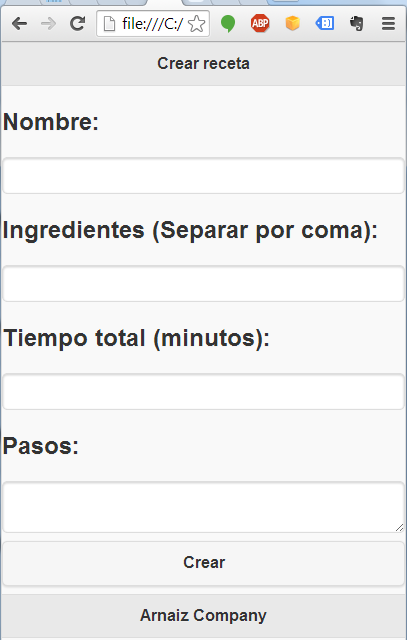 file:///C:/
ABP
Crear receta
Nombre:
Ingredientes (Separar por coma):
Tiempo total (minutos):
Pasos:
Crear
Arnaiz Company